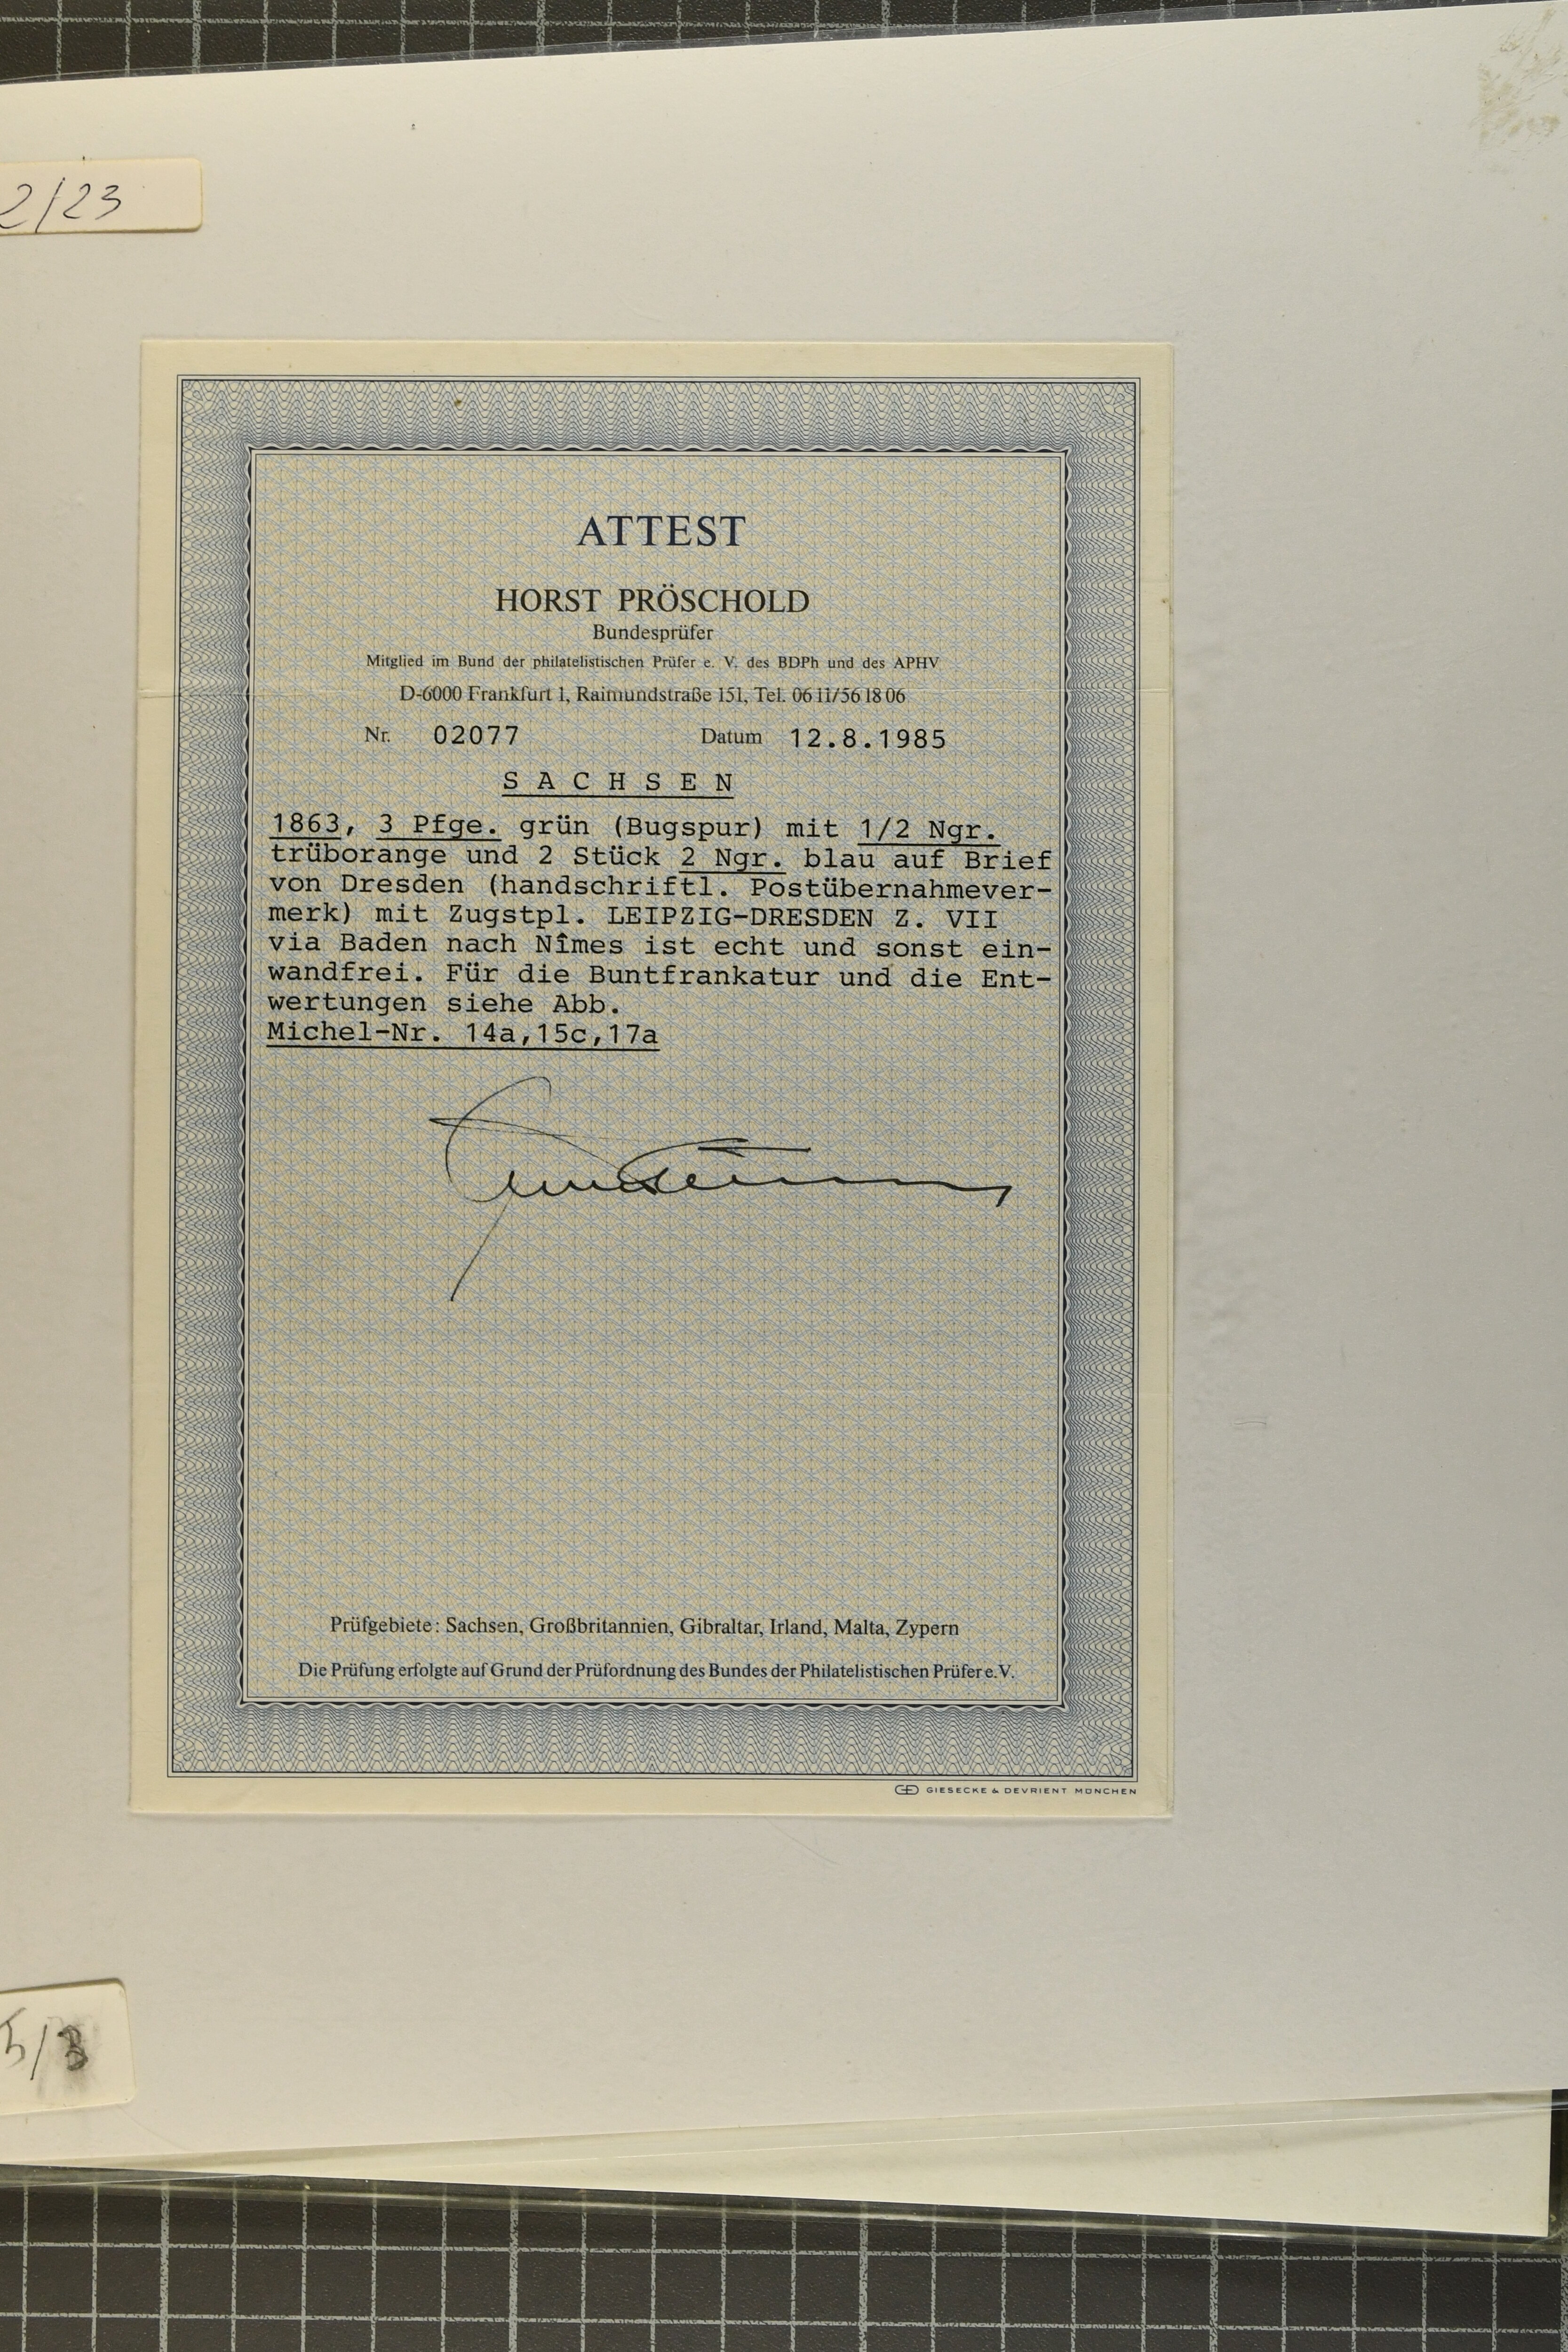 2/23
ATTEST
HORST PRÖSCHOLD
Bundesprüfer
Mitglied im Bund der philatelistischen Prüfer e. V. des BDPh und des APHV
D-6000 Frankfurt 1, Raimundstraße 151, Tel. 06 11/56 18 06
Nr. 02077 Datum 12.8.1985
SACHSEN
1863, 3 Pfge. grün (Bugspur) mit 1/2 Ngr.
trüborange und 2 Stück 2 Ngr. blau auf Brief
von Dresden (handschriftl. Postübernahmever-
merk) mit Zugstpl. LEIPZIG-DRESDEN Z. VII
via Baden nach Nîmes ist echt und sonst ein-
wandfrei. Für die Buntfrankatur und die Ent-
wertungen siehe Abb.
Michel-Nr. 14a,15c,17a
Prüfgebiete: Sachsen, Großbritannien, Gibraltar, Irland, Malta, Zypern
Die Prüfung erfolgte auf Grund der Prüfordnung des Bundes der Philatelistischen Prüfer e.V.
GIESECKE & DEVRIENT MÜNCHEN
5/3